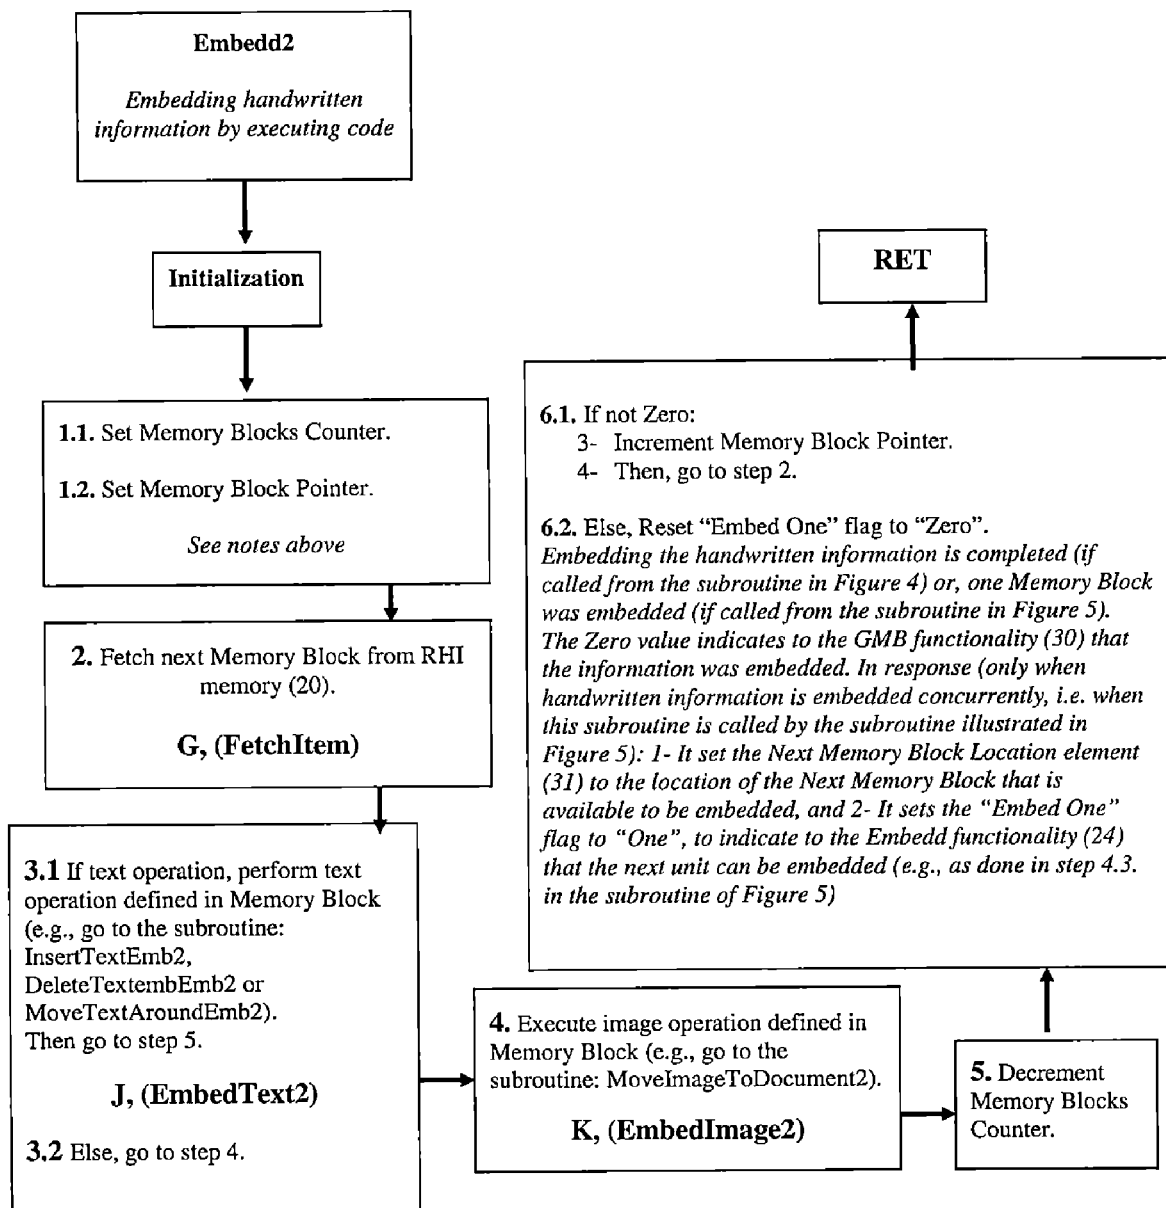 Embedd2
Embedding handwritten
information by executing code
Initialization
1.1. Set Memory Blocks Counter.
1.2. Set Memory Block Pointer.
See notes above
2. Fetch next Memory Block from RHI
memory (20).
G, (FetchItem)
3.1 If text operation, perform text
operation defined in Memory Block
(e.g., go to the subroutine:
InsertTextEmb2,
DeleteTextembEmb2 or
MoveTextAroundEmb2).
Then go to step 5.
J, (EmbedText2)
3.2 Else, go to step 4.
4. Execute image operation defined in
Memory Block (e.g., go to the
subroutine: MoveImageToDocument2).
K, (EmbedImage2)
5. Decrement
Memory Blocks
Counter.
6.1. If not Zero:
3- Increment Memory Block Pointer.
4- Then, go to step 2.
6.2. Else, Reset “Embed One” flag to “Zero”.
Embedding the handwritten information is completed (if
called from the subroutine in Figure 4) or, one Memory Block
was embedded (if called from the subroutine in Figure 5).
The Zero value indicates to the GMB functionality (30) that
the information was embedded. In response (only when
handwritten information is embedded concurrently, i.e. when
this subroutine is called by the subroutine illustrated in
Figure 5): 1- It set the Next Memory Block Location element
(31) to the location of the Next Memory Block that is
available to be embedded, and 2- It sets the “Embed One”
flag to “One”, to indicate to the Embedd functionality (24)
that the next unit can be embedded (e.g., as done in step 4.3.
in the subroutine of Figure 5)
RET